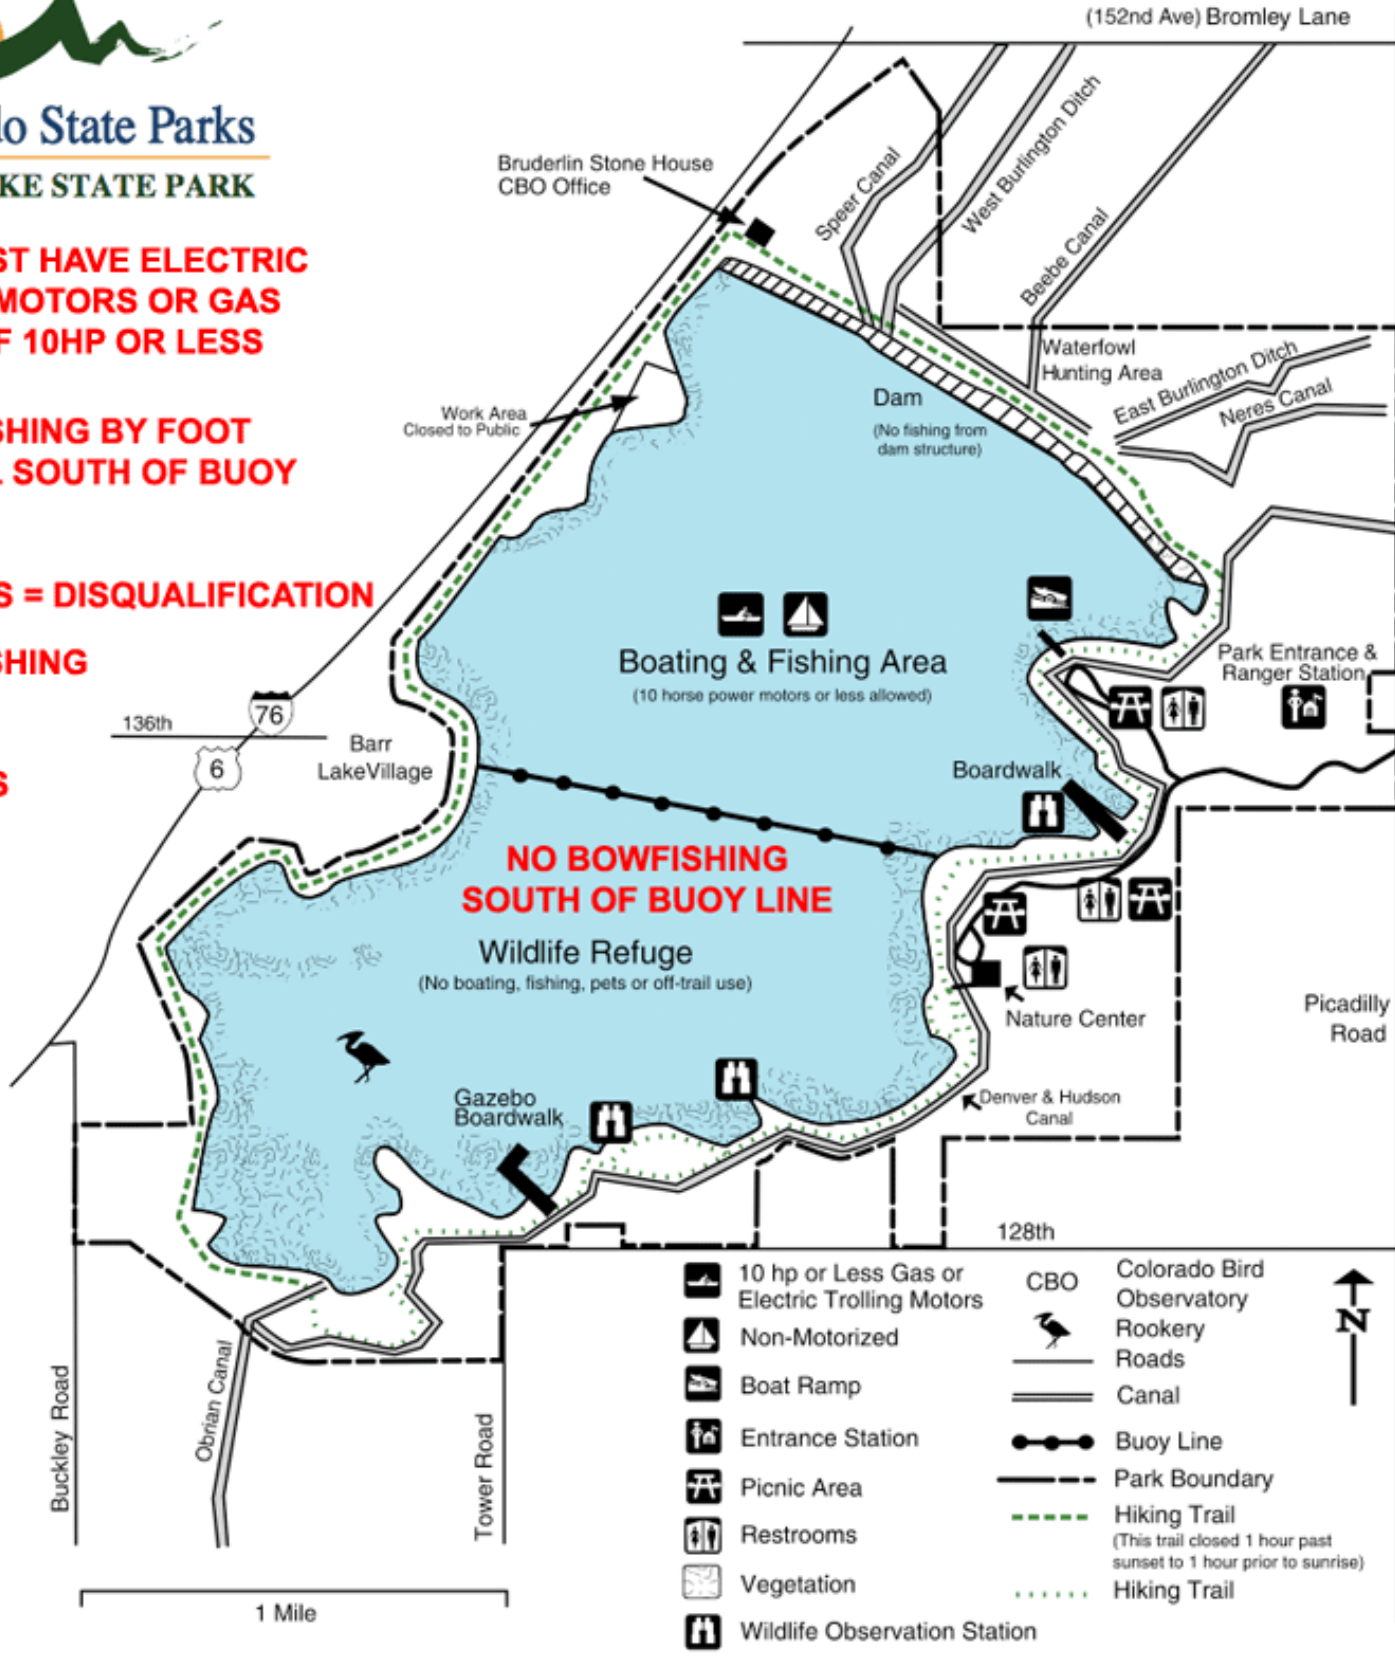 (152nd Ave) Bromley Lane
do State Parks
KE STATE PARK
ST HAVE ELECTRIC
MOTORS OR GAS
F 10HP OR LESS
SHING BY FOOT
L SOUTH OF BUOY
S = DISQUALIFICATION
SHING
S
Bruderlin Stone House
CBO Office
Speer Canal
West Burlington Ditch
Beebe Canal
Waterfowl
Hunting Area
East Burlington Ditch
Neres Canal
Work Area
Closed to Public
Dam
(No fishing from
dam structure)
Boating & Fishing Area
(10 horse power motors or less allowed)
Park Entrance &
Ranger Station
136th
76
6
Barr
LakeVillage
Boardwalk
NO BOWFISHING
SOUTH OF BUOY LINE
Wildlife Refuge
(No boating, fishing, pets or off-trail use)
Nature Center
Picadilly
Road
Gazebo
Boardwalk
Denver & Hudson
Canal
128th
Buckley Road
Obrian Canal
Tower Road
1 Mile
10 hp or Less Gas or
Electric Trolling Motors
Non-Motorized
Boat Ramp
Entrance Station
Picnic Area
Restrooms
Vegetation
Wildlife Observation Station
CBO Colorado Bird
Observatory
Rookery
Roads
Canal
Buoy Line
Park Boundary
Hiking Trail
(This trail closed 1 hour past
sunset to 1 hour prior to sunrise)
Hiking Trail
N